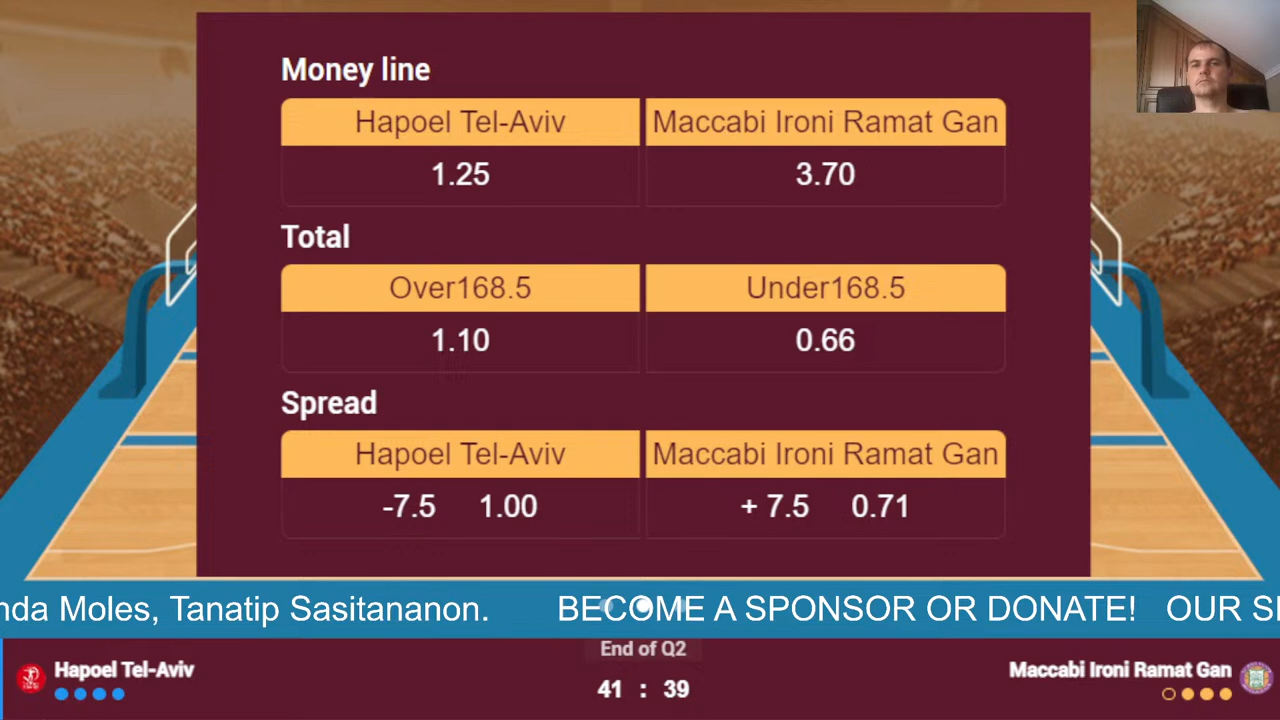 Money line
Hapoel Tel-Aviv Maccabi Ironi Ramat Gan
1.25 3.70
Total
Over168.5 Under168.5
1.10 0.66
Spread
Hapoel Tel-Aviv Maccabi Ironi Ramat Gan
-7.5 1.00 + 7.5 0.71
nda Moles, Tanatip Sasitananon. BECOME A SPONSOR OR DONATE! OUR S
End of Q2
Hapoel Tel-Aviv 41 : 39 Maccabi Ironi Ramat Gan